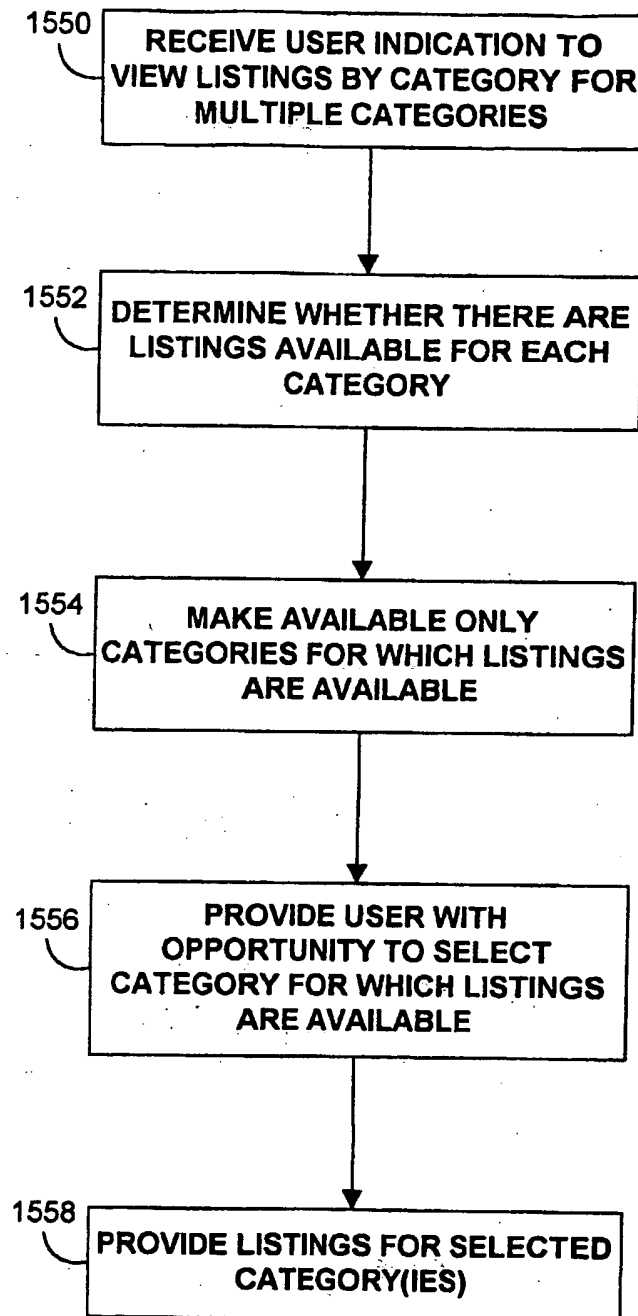 1550
RECEIVE USER INDICATION TO
VIEW LISTINGS BY CATEGORY FOR
MULTIPLE CATEGORIES
1552
DETERMINE WHETHER THERE ARE
LISTINGS AVAILABLE FOR EACH
CATEGORY
1554
MAKE AVAILABLE ONLY
CATEGORIES FOR WHICH LISTINGS
ARE AVAILABLE
1556
PROVIDE USER WITH
OPPORTUNITY TO SELECT
CATEGORY FOR WHICH LISTINGS
ARE AVAILABLE
1558
PROVIDE LISTINGS FOR SELECTED
CATEGORY(IES)